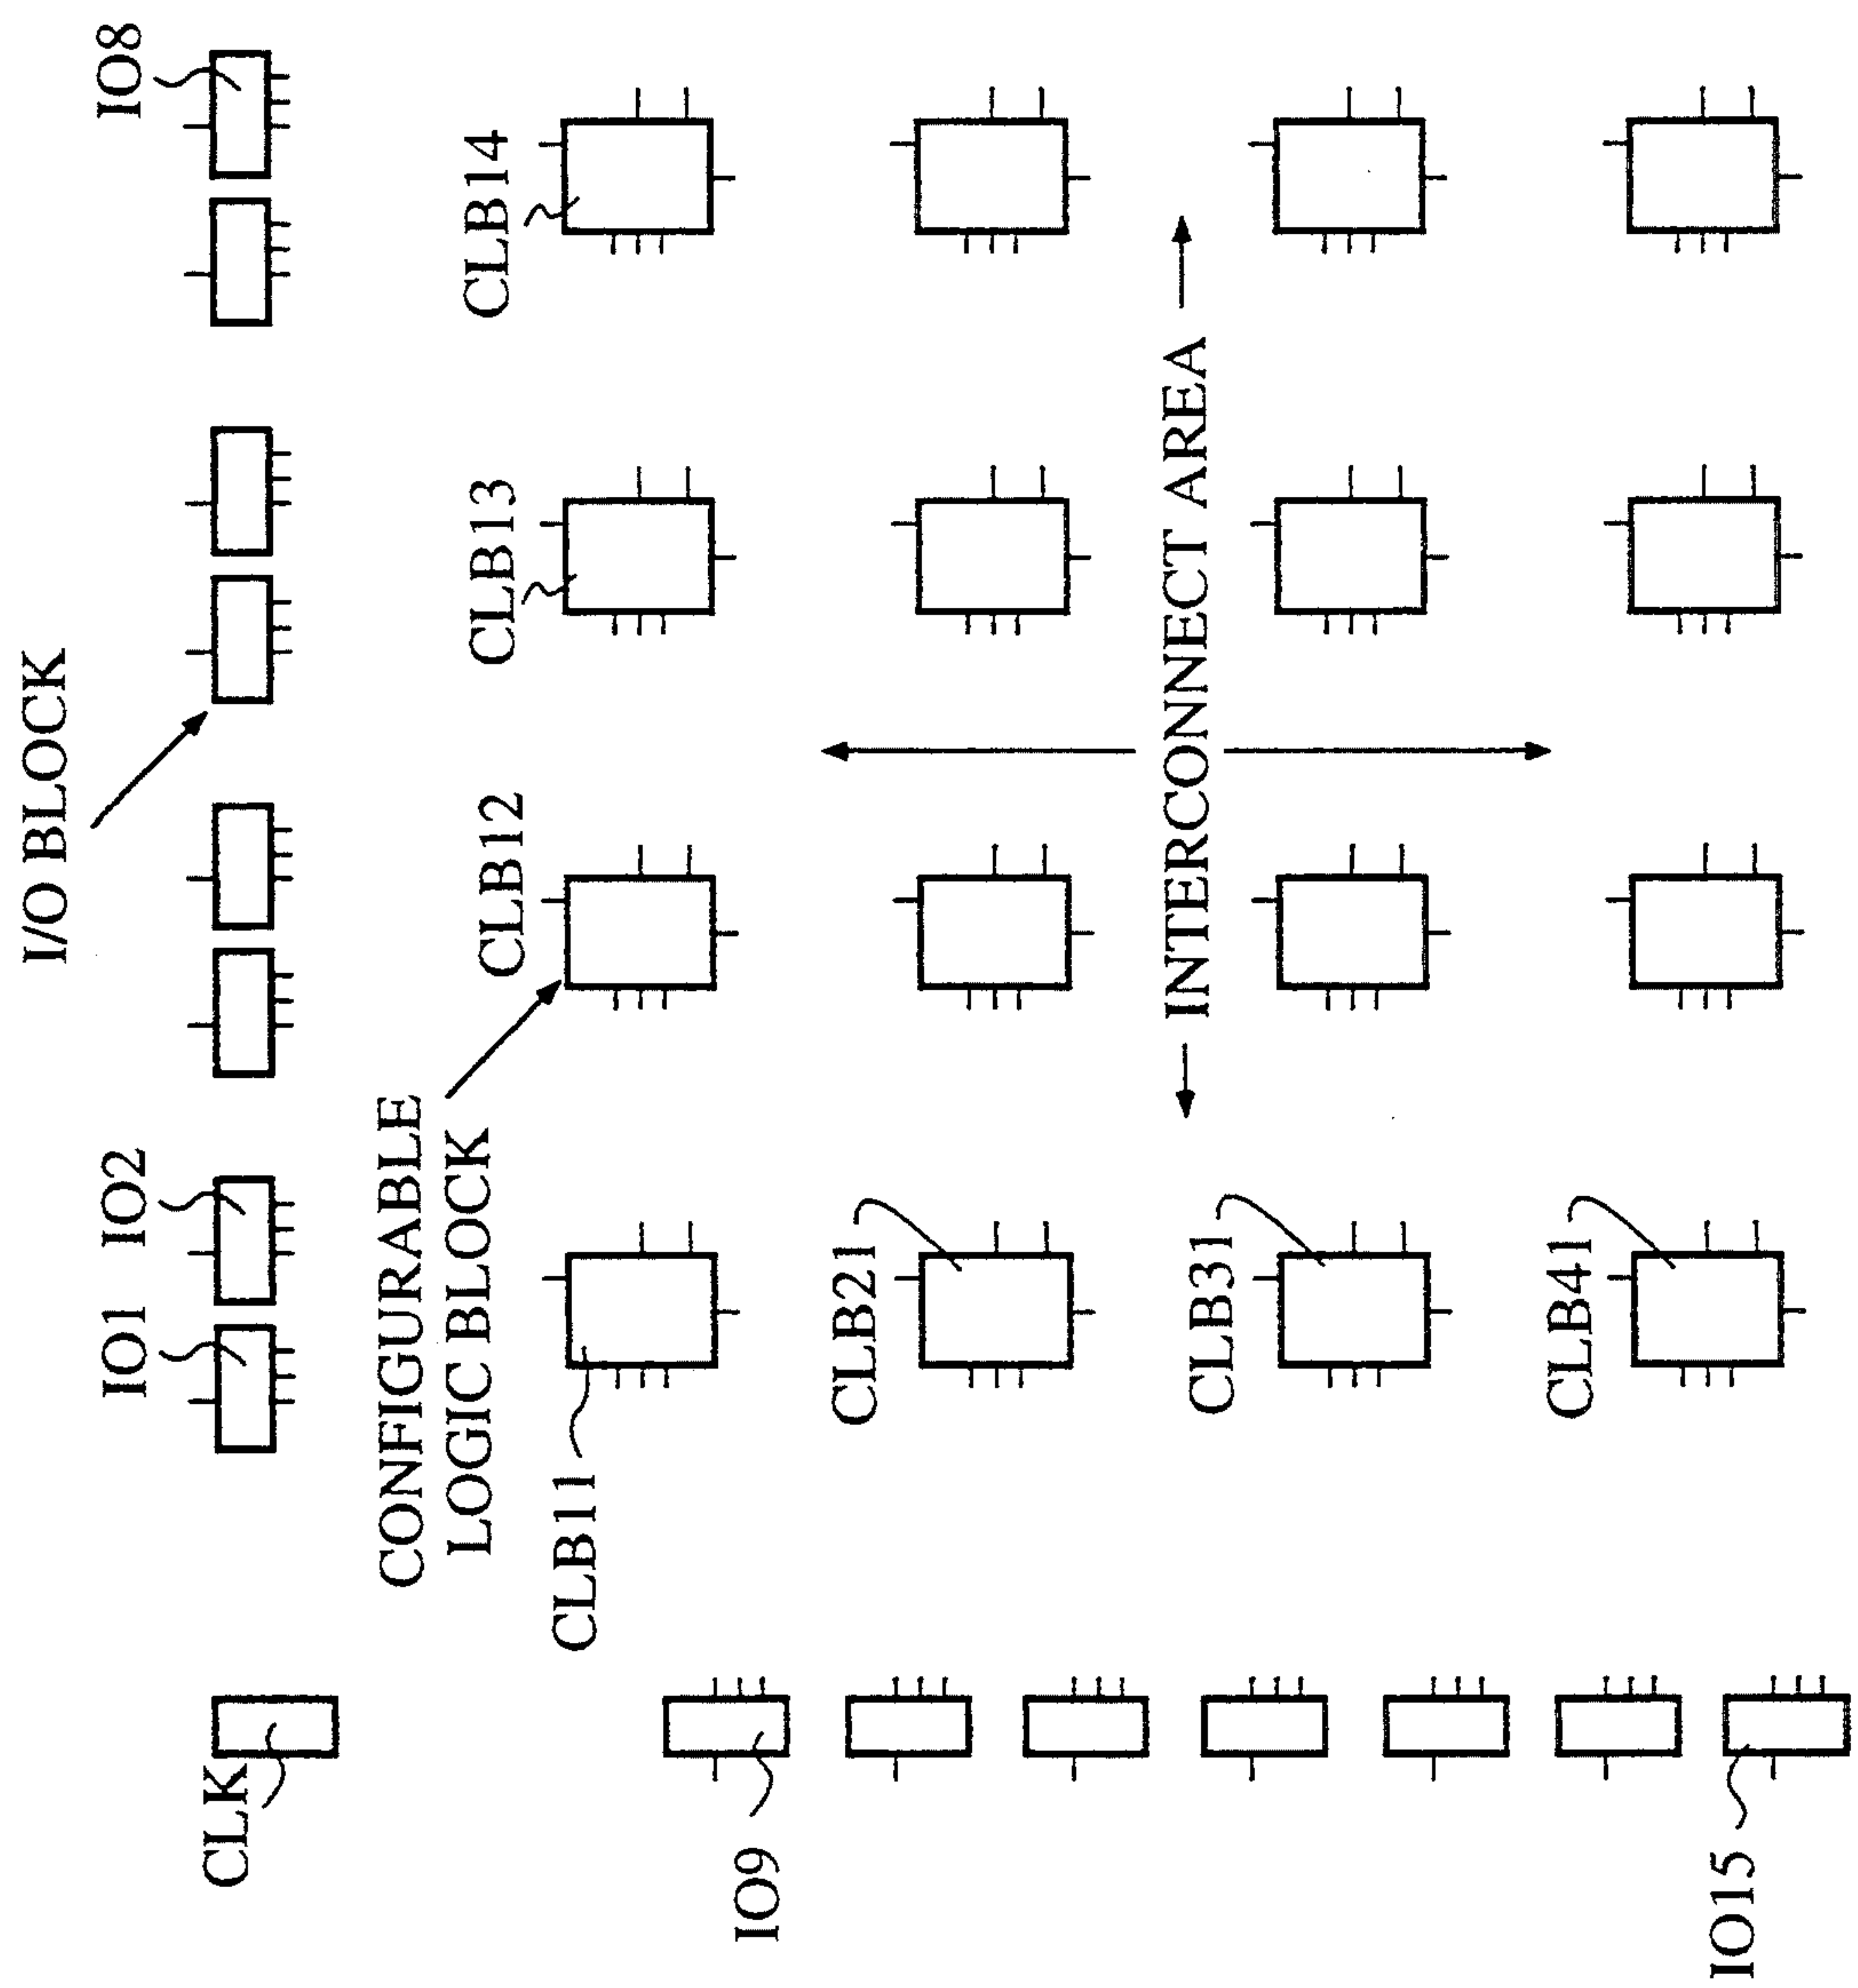 I/O BLOCK
IO1
IO2
IO8
CLK
CONFIGURABLE
LOGIC BLOCK
CLB11
CLB12
CLB13
CLB14
CLB21
INTERCONNECT AREA
CLB31
CLB41
IO9
IO15